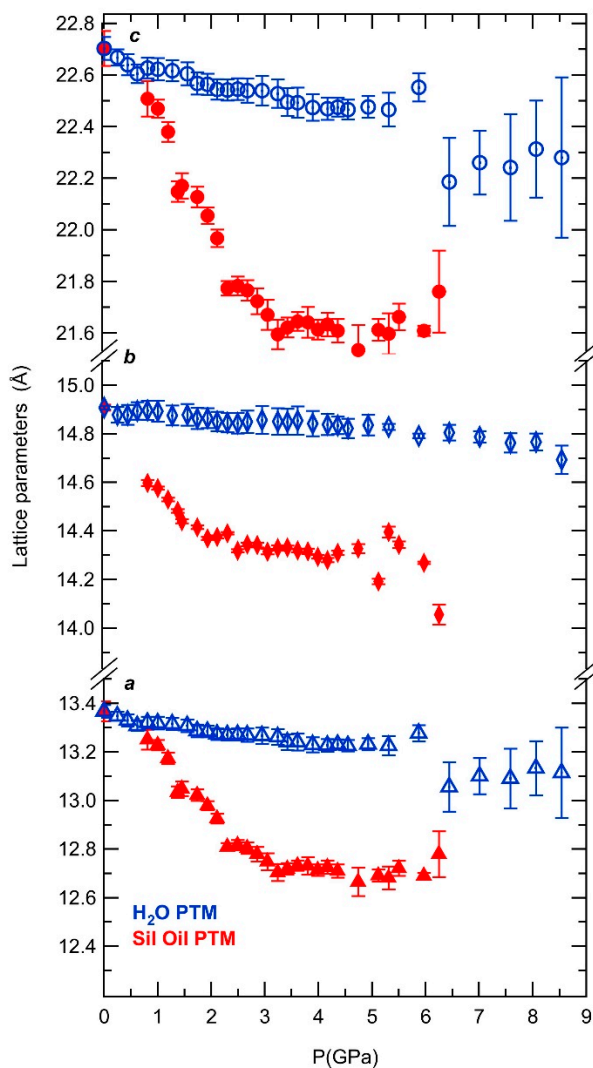 22.8
c
22.6
22.4
22.2
22.0
21.8
21.6
b
15.0
14.8
14.6
14.4
14.2
14.0
a
13.4
13.2
13.0
12.8
12.6
12.4
H₂O PTM
Sil Oil PTM
0 1 2 3 4 5 6 7 8 9
P(GPa)
Lattice parameters (Å)